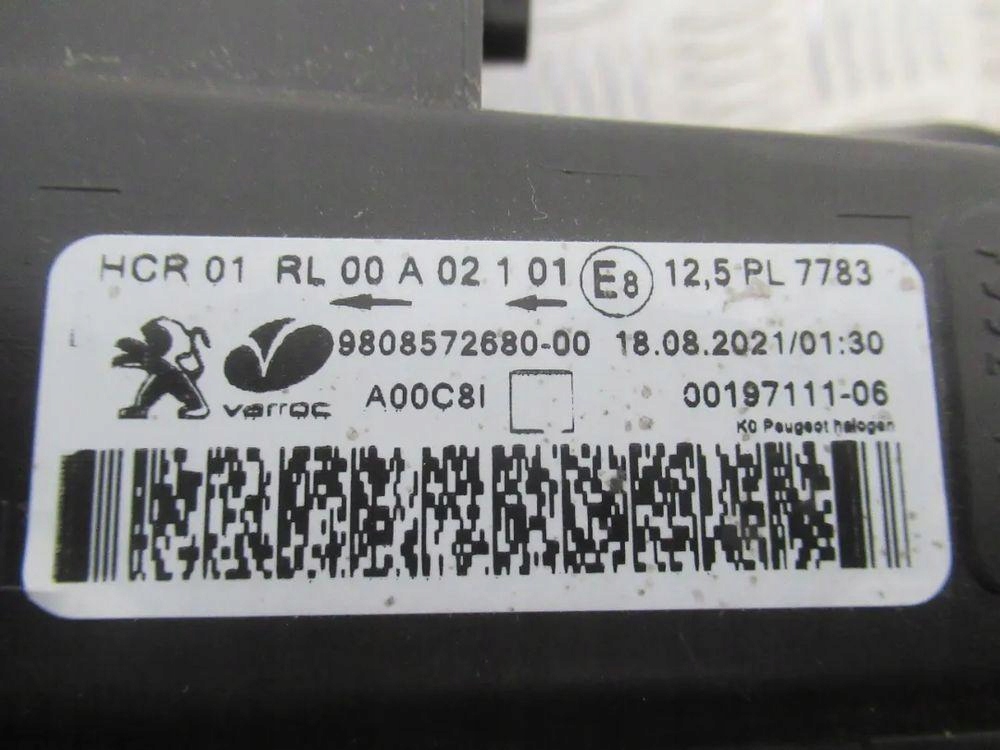 HCR 01 RL 00 A 02 1 01 E8 12,5 PL 7783
9808572680-00 18.08.2021/01:30
varroc A00C8I 00197111-06
K0 Peugeot halogen